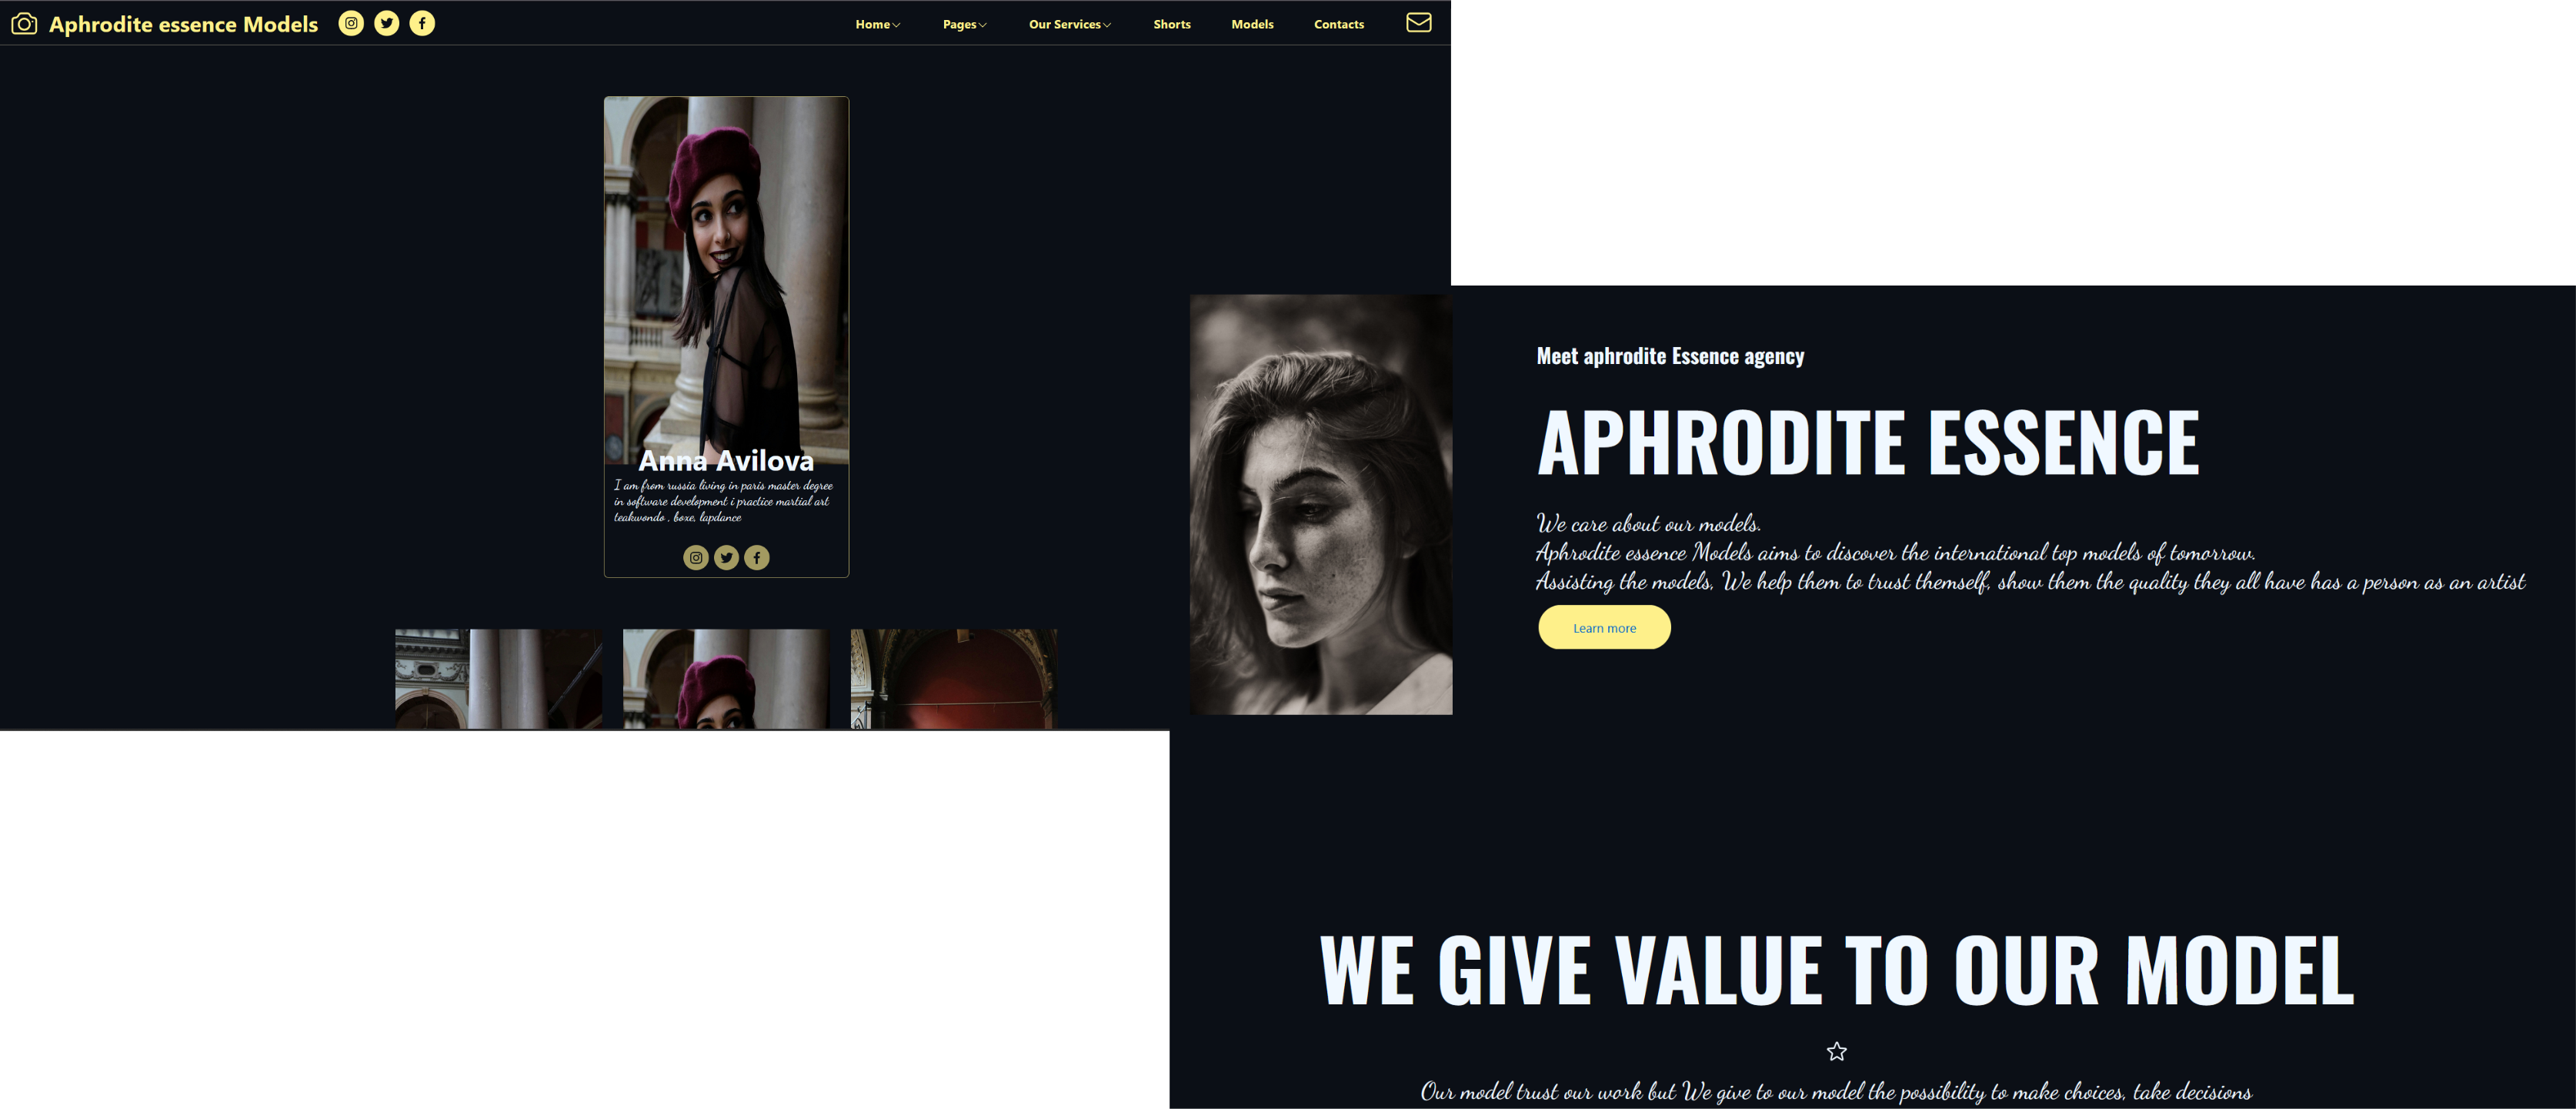 Aphrodite essence Models
Home Pages Our Services Shorts Models Contacts
Anna Avilova
I am from russia living in paris master degree
in software development i practice martial art
teakwondo , boxe, lapdance
Meet aphrodite Essence agency
APHRODITE ESSENCE
We care about our models.
Aphrodite essence Models aims to discover the international top models of tomorrow.
Assisting the models, We help them to trust themself, show them the quality they all have has a person as an artist
Learn more
WE GIVE VALUE TO OUR MODEL
Our model trust our work but We give to our model the possibility to make choices, take decisions